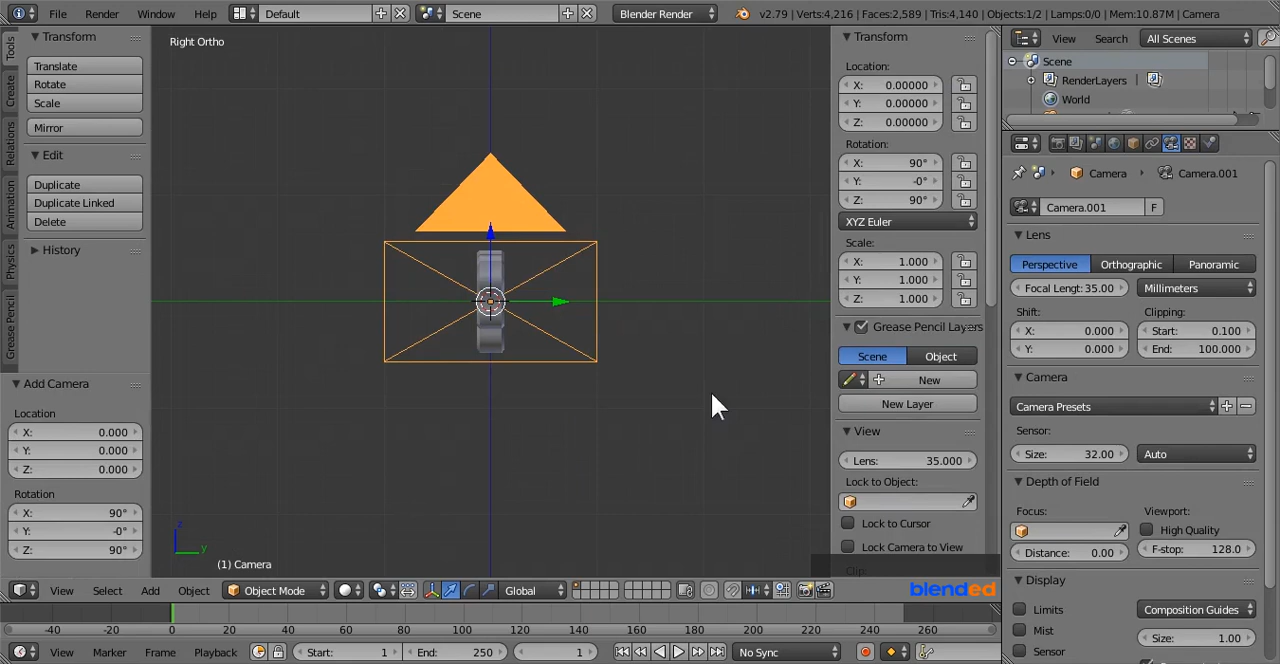 File Render Window Help Default Scene Blender Render v2.79 | Verts:4,216 | Faces:2,589 | Tris:4,140 | Objects:1/2 | Lamps:0/0 | Mem:10.87M | Camera
Tools
Create
Relations
Animation
Physics
Grease Pencil
Transform
Translate
Rotate
Scale
Mirror
Edit
Duplicate
Duplicate Linked
Delete
History
Add Camera
Location
X: 0.000
Y: 0.000
Z: 0.000
Rotation
X: 90°
Y: -0°
Z: 90°
Right Ortho
z
y
(1) Camera
Transform
Location:
X: 0.00000
Y: 0.00000
Z: 0.00000
Rotation:
X: 90°
Y: -0°
Z: 90°
XYZ Euler
Scale:
X: 1.000
Y: 1.000
Z: 1.000
Grease Pencil Layers
Scene Object
New
New Layer
View
Lens: 35.000
Lock to Object:
Lock to Cursor
Lock Camera to View
Clip:
blended
View Search All Scenes
Scene
RenderLayers
World
Camera Camera.001
Camera.001 F
Lens
Perspective Orthographic Panoramic
Focal Lengt: 35.00 Millimeters
Shift: Clipping:
X: 0.000 Start: 0.100
Y: 0.000 End: 100.000
Camera
Camera Presets
Sensor:
Size: 32.00 Auto
Depth of Field
Focus: Viewport:
High Quality
Distance: 0.00 F-stop: 128.0
Display
Limits Composition Guides
Mist Size: 1.00
Sensor
View Select Add Object Object Mode Global
-40 -20 0 20 40 60 80 100 120 140 160 180 200 220 240 260
View Marker Frame Playback Start: 1 End: 250 1 No Sync